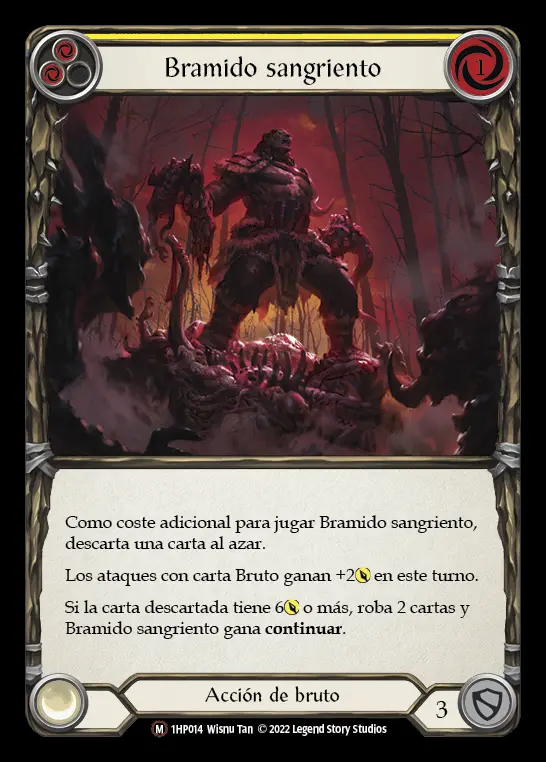 Bramido sangriento
1
Como coste adicional para jugar Bramido sangriento,
descarta una carta al azar.
Los ataques con carta Bruto ganan +2 en este turno.
Si la carta descartada tiene 6 o más, roba 2 cartas y
Bramido sangriento gana continuar.
Acción de bruto
3
M 1HP014 Wisnu Tan © 2022 Legend Story Studios